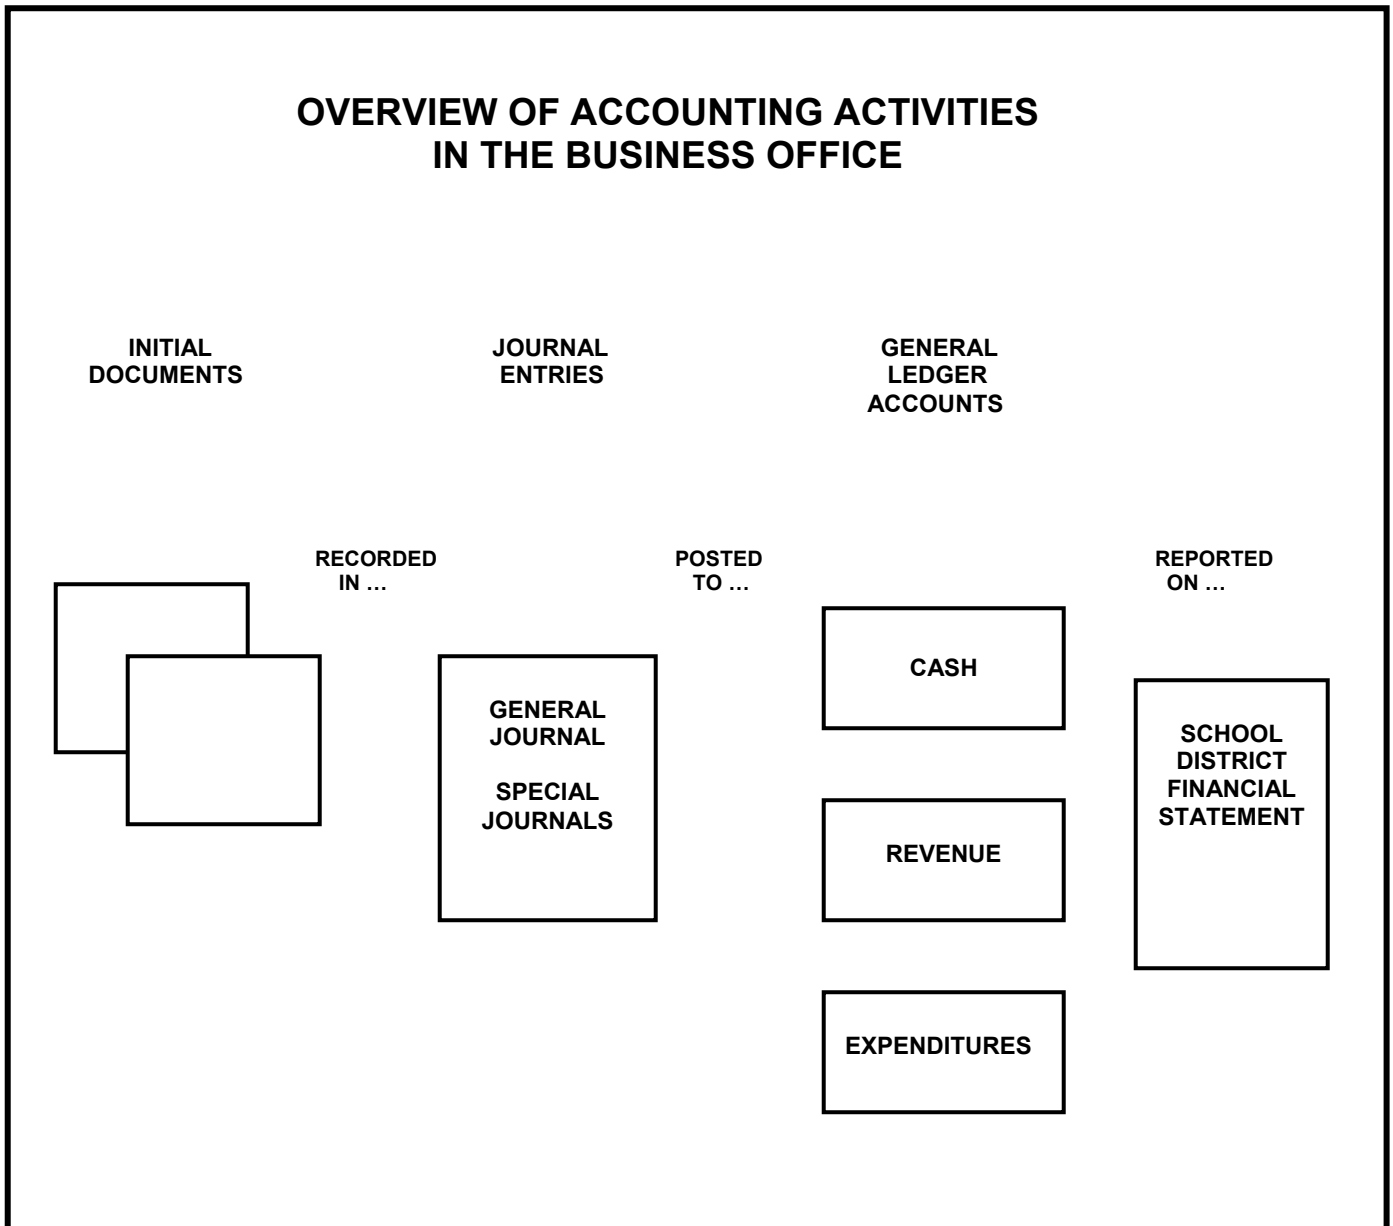 OVERVIEW OF ACCOUNTING ACTIVITIES
IN THE BUSINESS OFFICE
INITIAL
DOCUMENTS
JOURNAL
ENTRIES
GENERAL
LEDGER
ACCOUNTS
RECORDED
IN …
POSTED
TO …
REPORTED
ON …
GENERAL
JOURNAL
SPECIAL
JOURNALS
CASH
REVENUE
EXPENDITURES
SCHOOL
DISTRICT
FINANCIAL
STATEMENT